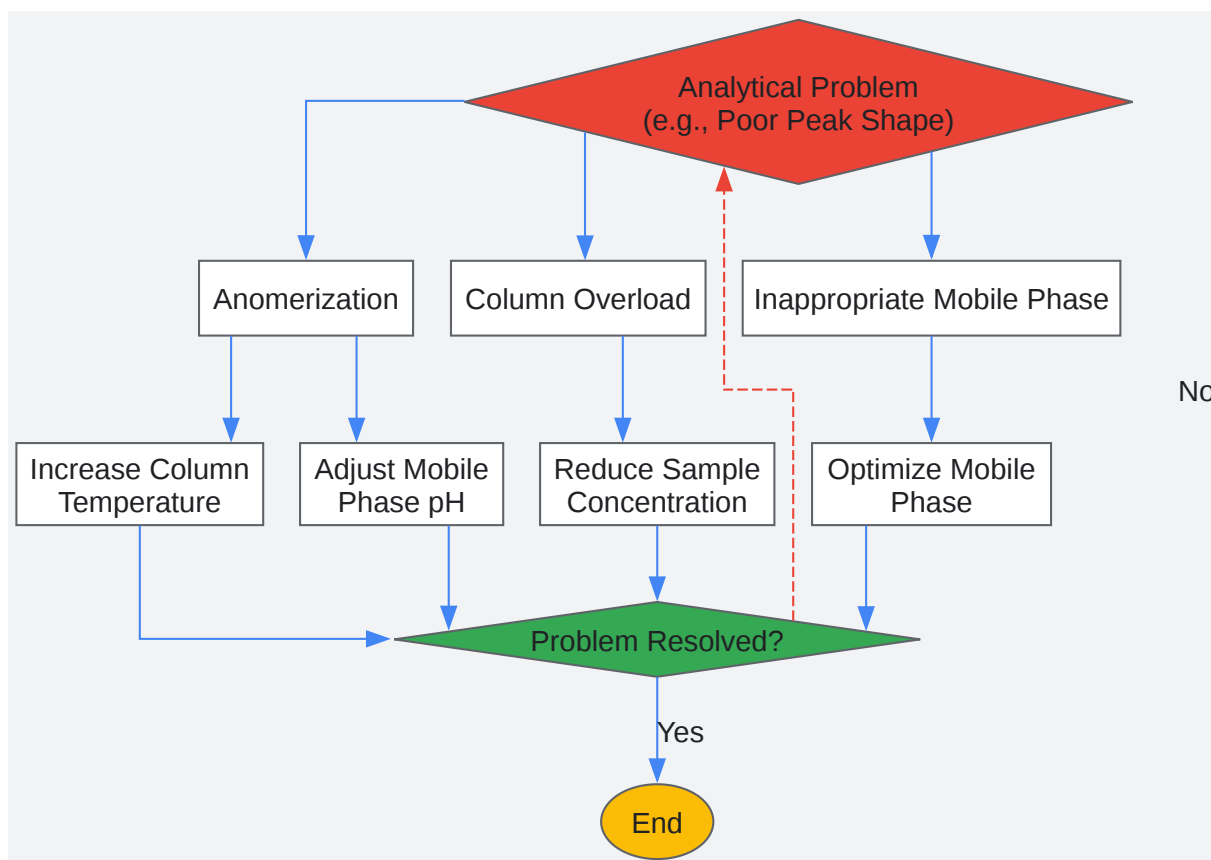 Analytical Problem
(e.g., Poor Peak Shape)
Anomerization
Column Overload
Inappropriate Mobile Phase
No
Increase Column
Temperature
Adjust Mobile
Phase pH
Reduce Sample
Concentration
Optimize Mobile
Phase
Problem Resolved?
Yes
End